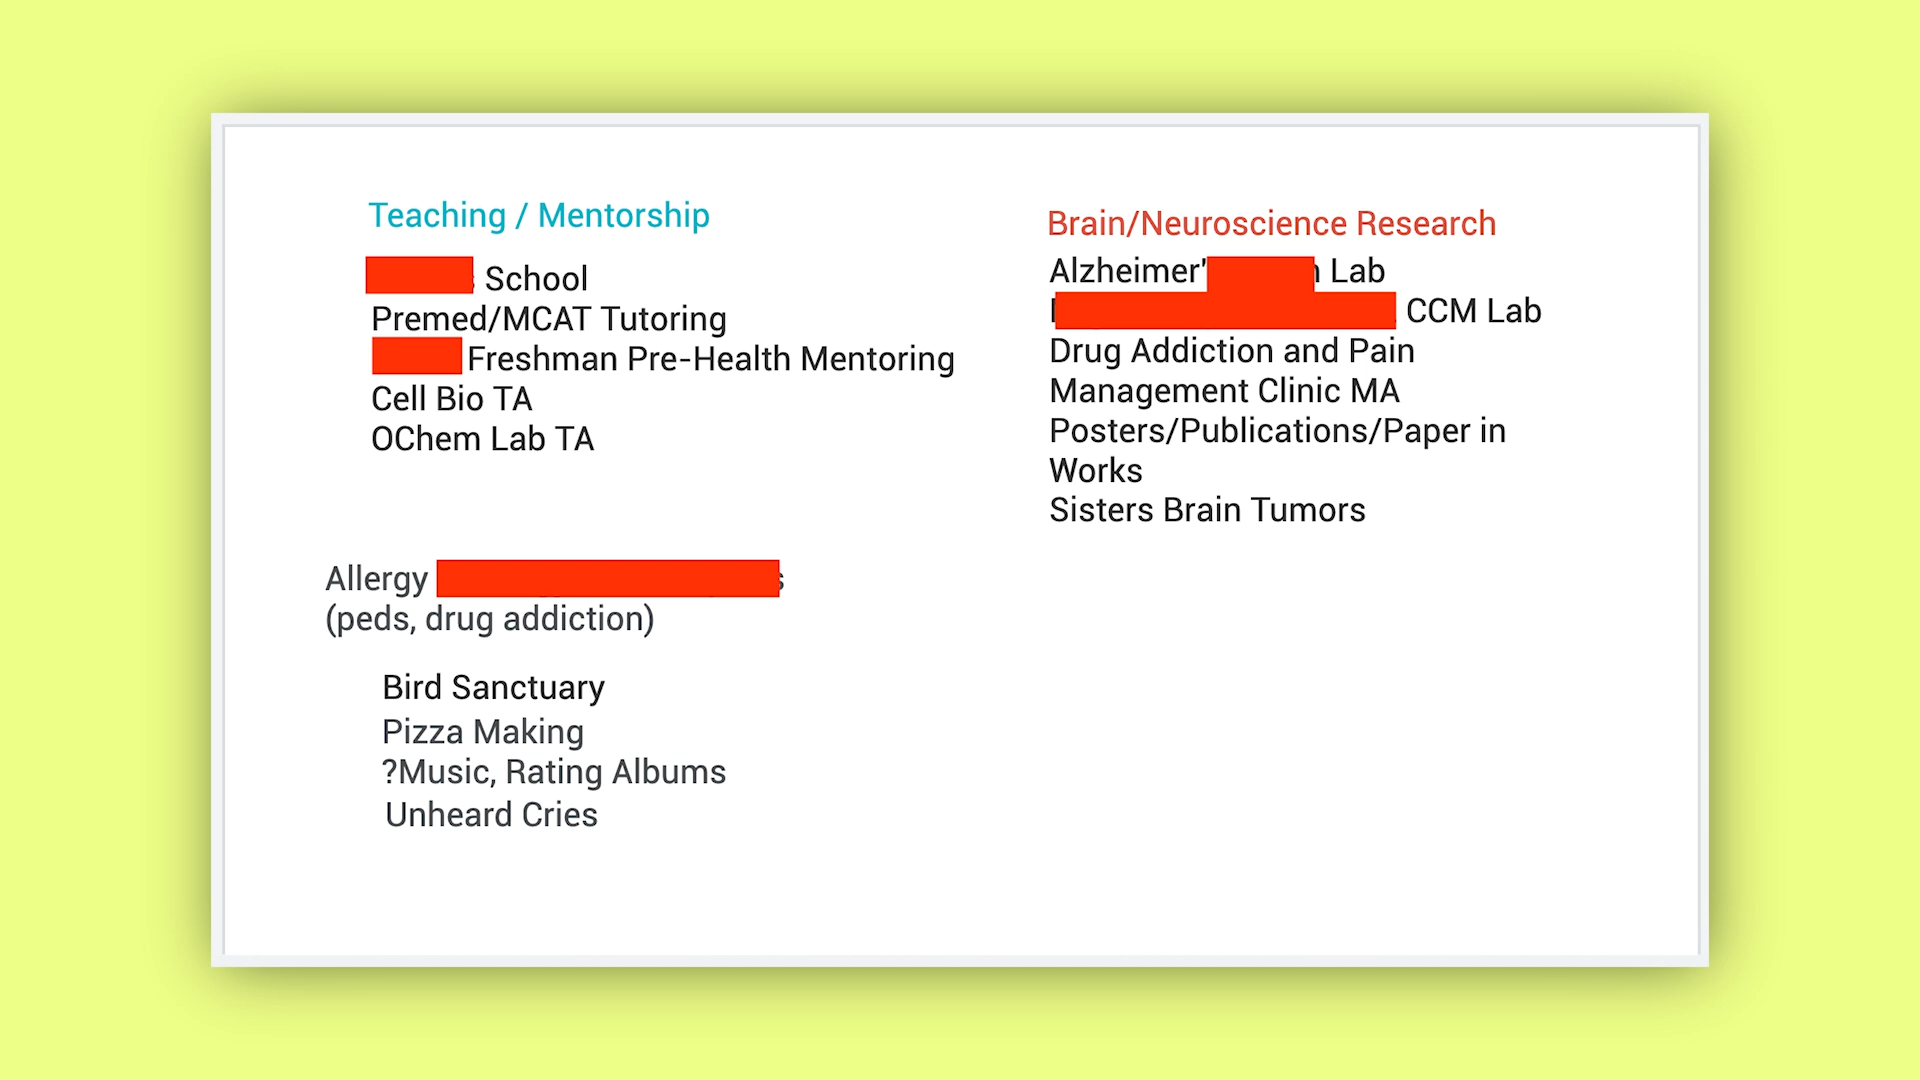 Teaching / Mentorship
School
Premed/MCAT Tutoring
Freshman Pre-Health Mentoring
Cell Bio TA
OChem Lab TA
Allergy
(peds, drug addiction)
Bird Sanctuary
Pizza Making
?Music, Rating Albums
Unheard Cries
Brain/Neuroscience Research
Alzheimer' Lab
CCM Lab
Drug Addiction and Pain
Management Clinic MA
Posters/Publications/Paper in
Works
Sisters Brain Tumors